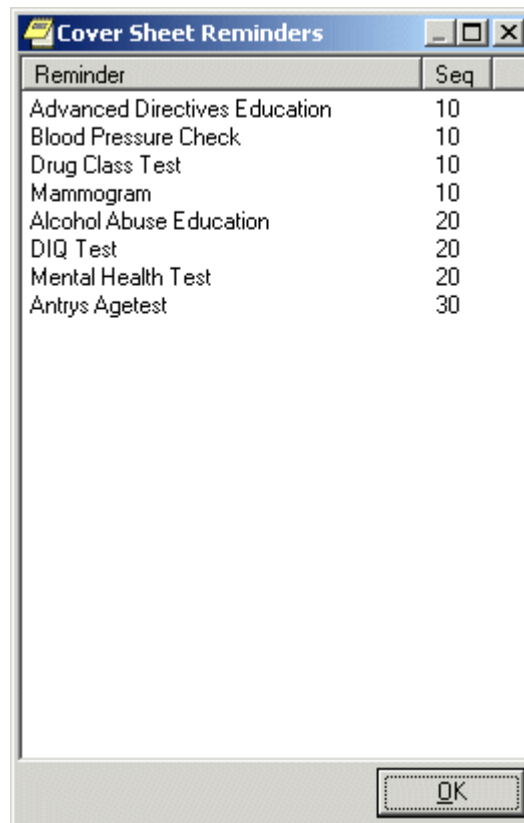 Cover Sheet Reminders
Reminder Seq
Advanced Directives Education 10
Blood Pressure Check 10
Drug Class Test 10
Mammogram 10
Alcohol Abuse Education 20
DIQ Test 20
Mental Health Test 20
Antrys Agetest 30
OK